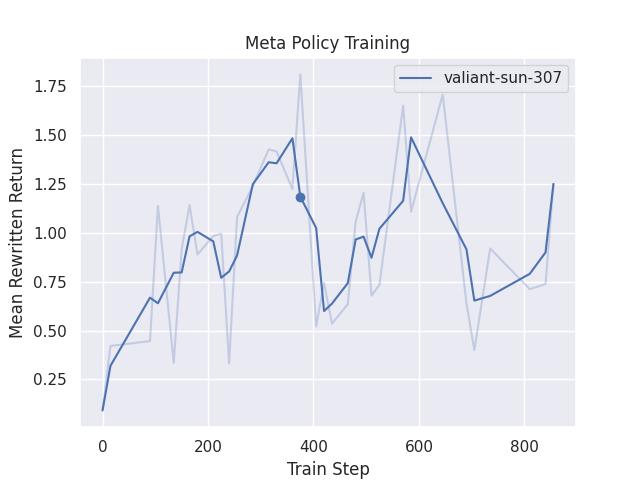 Meta Policy Training
valiant-sun-307
Mean Rewritten Return
1.75
1.50
1.25
1.00
0.75
0.50
0.25
0 200 400 600 800
Train Step